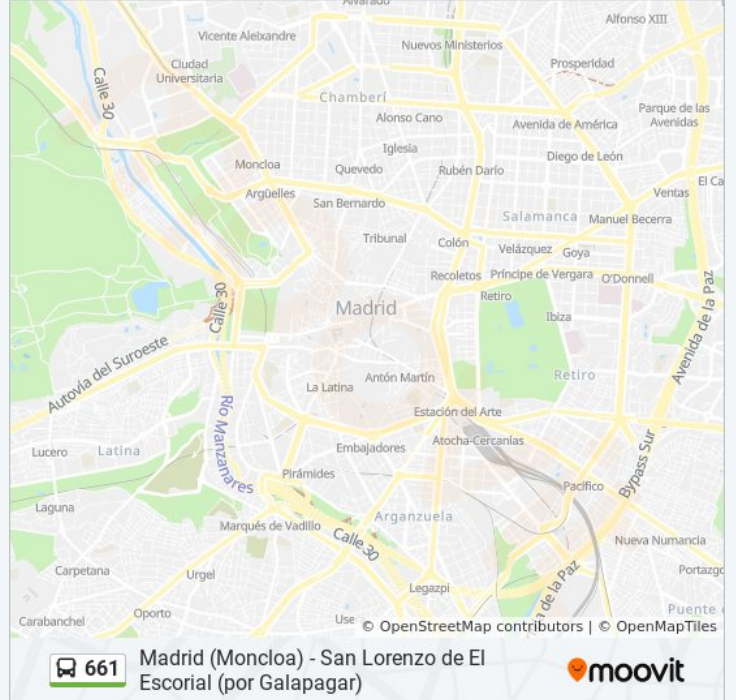 Alvarado
Alfonso XIII
Vicente Aleixandre
Nuevos Ministerios
Ciudad
Universitaria
Prosperidad
Calle 30
Chamberí
Parque de las
Avenidas
Alonso Cano
Avenida de América
Iglesia
Diego de León
Moncloa
Quevedo
Rubén Darío
El Ca
Argüelles
Ventas
San Bernardo
Salamanca
Manuel Becerra
Tribunal
Colón
Velázquez
Goya
Recoletos
Príncipe de Vergara
O'Donnell
Calle 30
Retiro
Madrid
Ibiza
Avenida de la Paz
Autovía del Suroeste
Antón Martín
Retiro
La Latina
Estación del Arte
Río Manzanares
Atocha-Cercanías
Embajadores
Lucero
Latina
Bypass Sur
Pirámides
Pacífico
Laguna
Arganzuela
Marqués de Vadillo
Calle 30
Nueva Numancia
Carpetana
Urgel
Portazgo
Legazpi
a de la Paz
Oporto
Puente
Carabanchel
Use
© OpenStreetMap contributors | © OpenMapTiles
661
Madrid (Moncloa) - San Lorenzo de El
Escorial (por Galapagar)
moovit